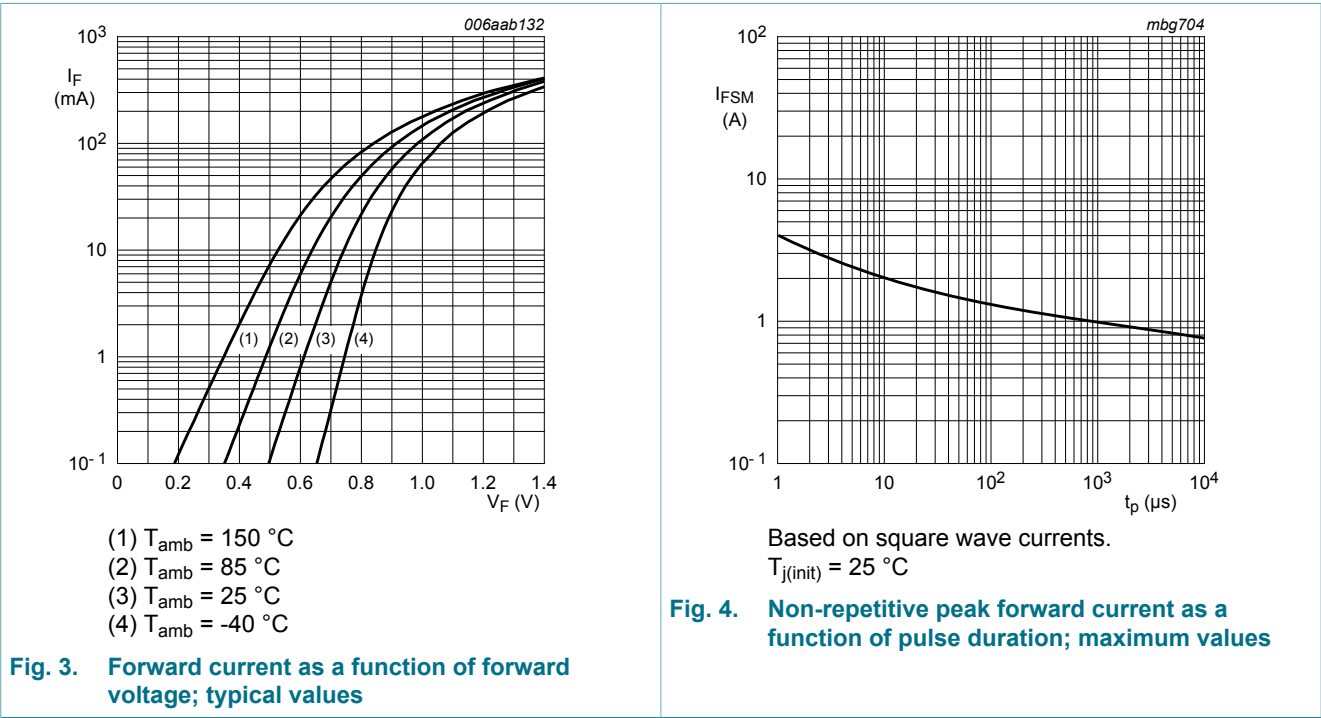 006aab132
10³
I_F
(mA)
10²
10
1
10⁻¹
(1) (2) (3) (4)
0 0.2 0.4 0.6 0.8 1.0 1.2 1.4
V_F (V)
(1) T_amb = 150 °C
(2) T_amb = 85 °C
(3) T_amb = 25 °C
(4) T_amb = -40 °C
Fig. 3. Forward current as a function of forward
voltage; typical values
mbg704
10²
I_FSM
(A)
10
1
10⁻¹
1 10 10² 10³ 10⁴
t_p (µs)
Based on square wave currents.
T_j(init) = 25 °C
Fig. 4. Non-repetitive peak forward current as a
function of pulse duration; maximum values